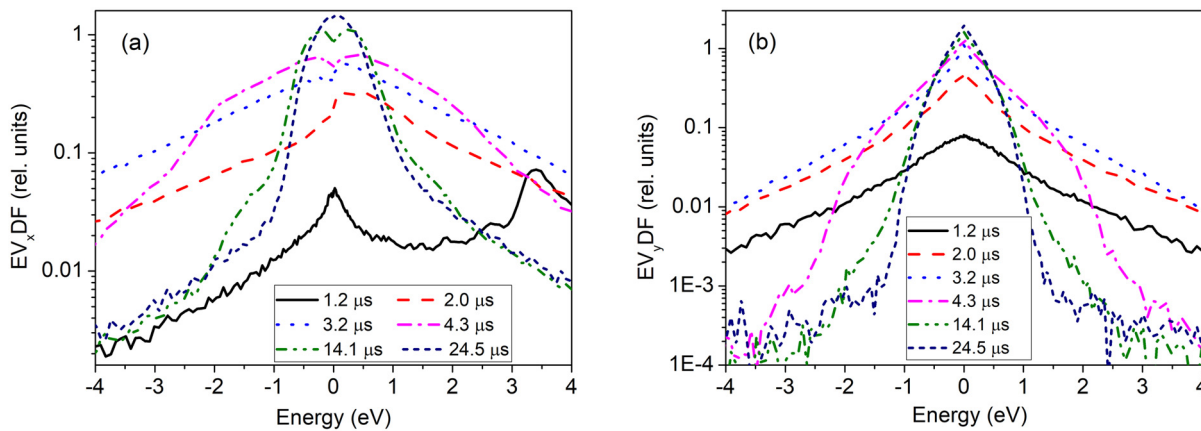 (a)
EVxDF (rel. units)
1
0.1
0.01
1.2 µs
2.0 µs
3.2 µs
4.3 µs
14.1 µs
24.5 µs
-4 -3 -2 -1 0 1 2 3 4
Energy (eV)
(b)
EVyDF (rel. units)
1
0.1
0.01
1E-3
1E-4
1.2 µs
2.0 µs
3.2 µs
4.3 µs
14.1 µs
24.5 µs
-4 -3 -2 -1 0 1 2 3 4
Energy (eV)